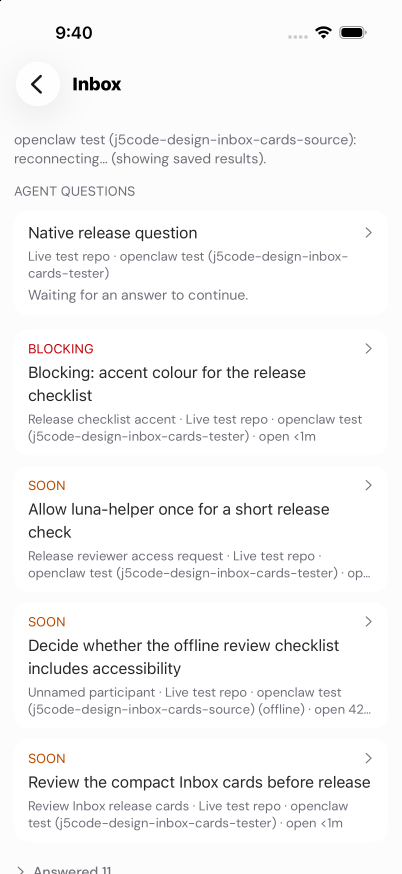 9:40
Inbox
openclaw test (j5code-design-inbox-cards-source):
reconnecting... (showing saved results).
AGENT QUESTIONS
Native release question
Live test repo · openclaw test (j5code-design-inbox-
cards-tester)
Waiting for an answer to continue.
BLOCKING
Blocking: accent colour for the release
checklist
Release checklist accent · Live test repo · openclaw test
(j5code-design-inbox-cards-tester) · open <1m
SOON
Allow luna-helper once for a short release
check
Release reviewer access request · Live test repo ·
openclaw test (j5code-design-inbox-cards-tester) · op...
SOON
Decide whether the offline review checklist
includes accessibility
Unnamed participant · Live test repo · openclaw test
(j5code-design-inbox-cards-source) (offline) · open 42...
SOON
Review the compact Inbox cards before release
Review Inbox release cards · Live test repo · openclaw
test (j5code-design-inbox-cards-tester) · open <1m
Answered 11